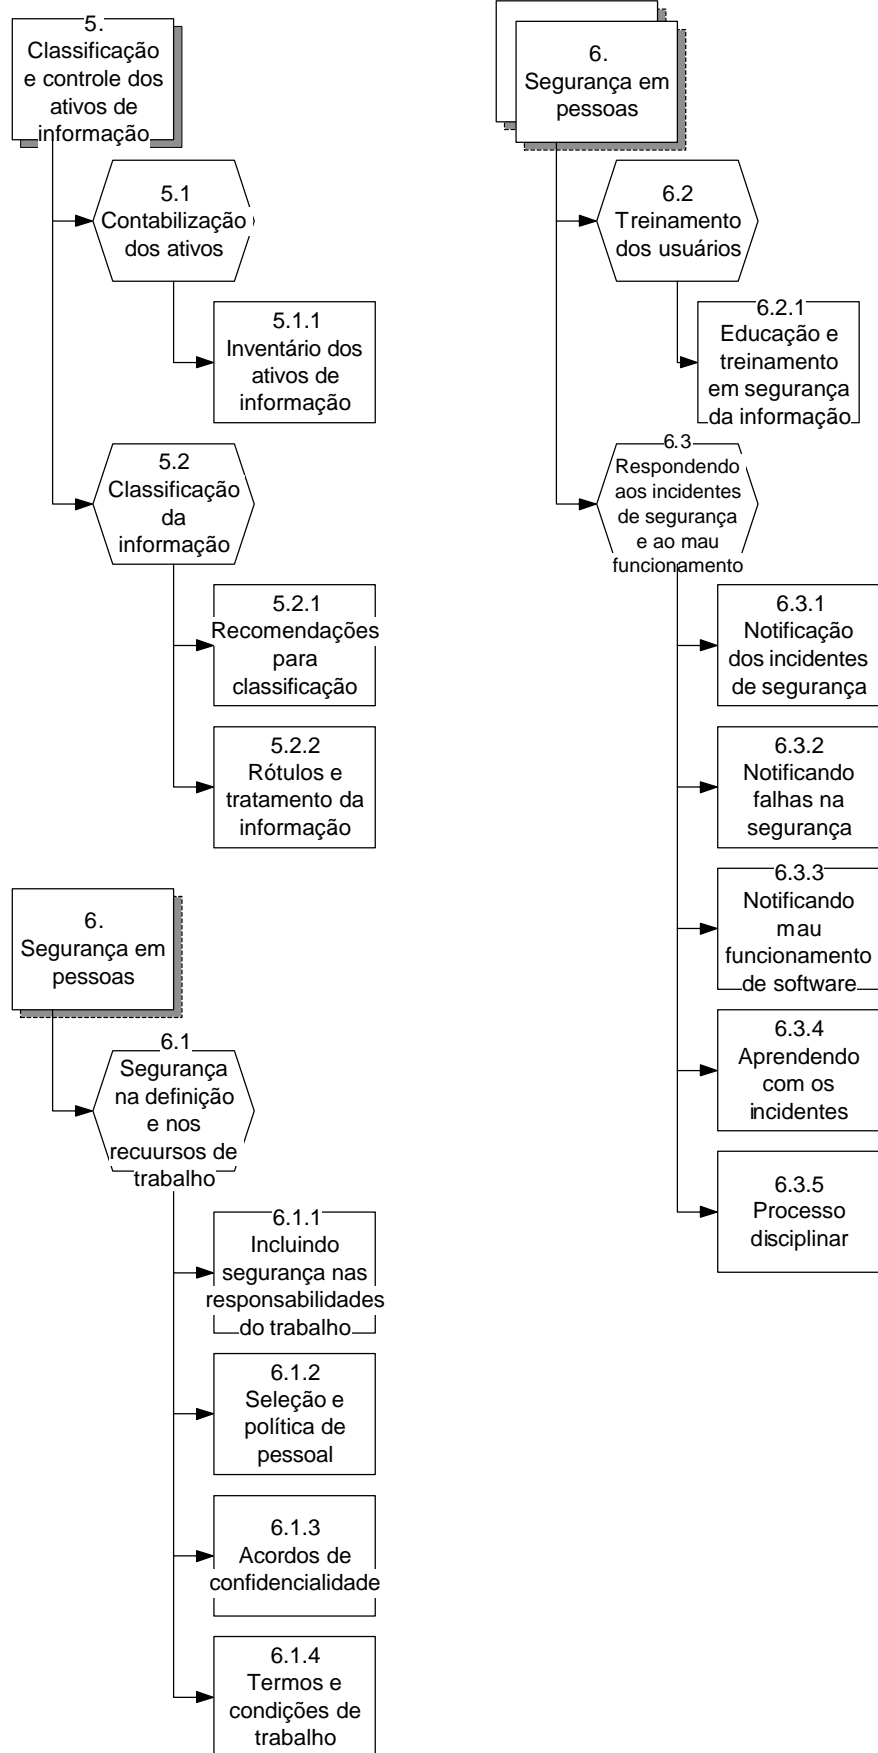 5.
Classificação
e controle dos
ativos de
informação
5.1
Contabilização
dos ativos
5.1.1
Inventário dos
ativos de
informação
5.2
Classificação
da
informação
5.2.1
Recomendações
para
classificação
5.2.2
Rótulos e
tratamento da
informação
6.
Segurança em
pessoas
6.1
Segurança
na definição
e nos
recuursos de
trabalho
6.1.1
Incluindo
segurança nas
responsabilidades
do trabalho
6.1.2
Seleção e
política de
pessoal
6.1.3
Acordos de
confidencialidade
6.1.4
Termos e
condições de
trabalho
6.
Segurança em
pessoas
6.2
Treinamento
dos usuários
6.2.1
Educação e
treinamento
em segurança
da informação
6.3
Respondendo
aos incidentes
de segurança
e ao mau
funcionamento
6.3.1
Notificação
dos incidentes
de segurança
6.3.2
Notificando
falhas na
segurança
6.3.3
Notificando
mau
funcionamento
de software
6.3.4
Aprendendo
com os
incidentes
6.3.5
Processo
disciplinar